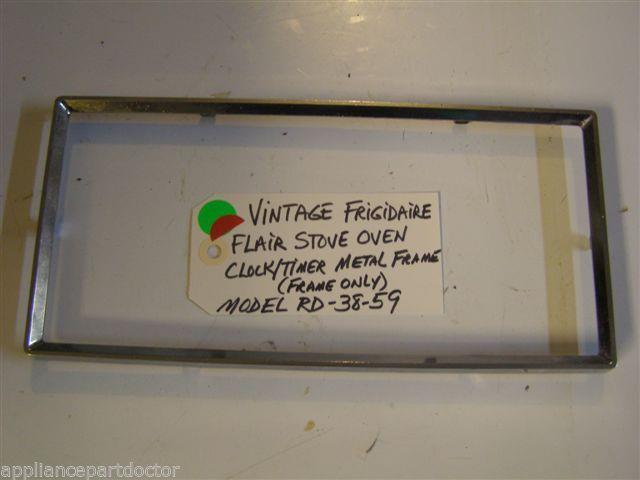 VINTAGE FRIGIDAIRE
FLAIR STOVE OVEN
CLOCK/TIMER METAL FRAME
(FRAME ONLY)
MODEL RD-38-59
appliancepartdoctor